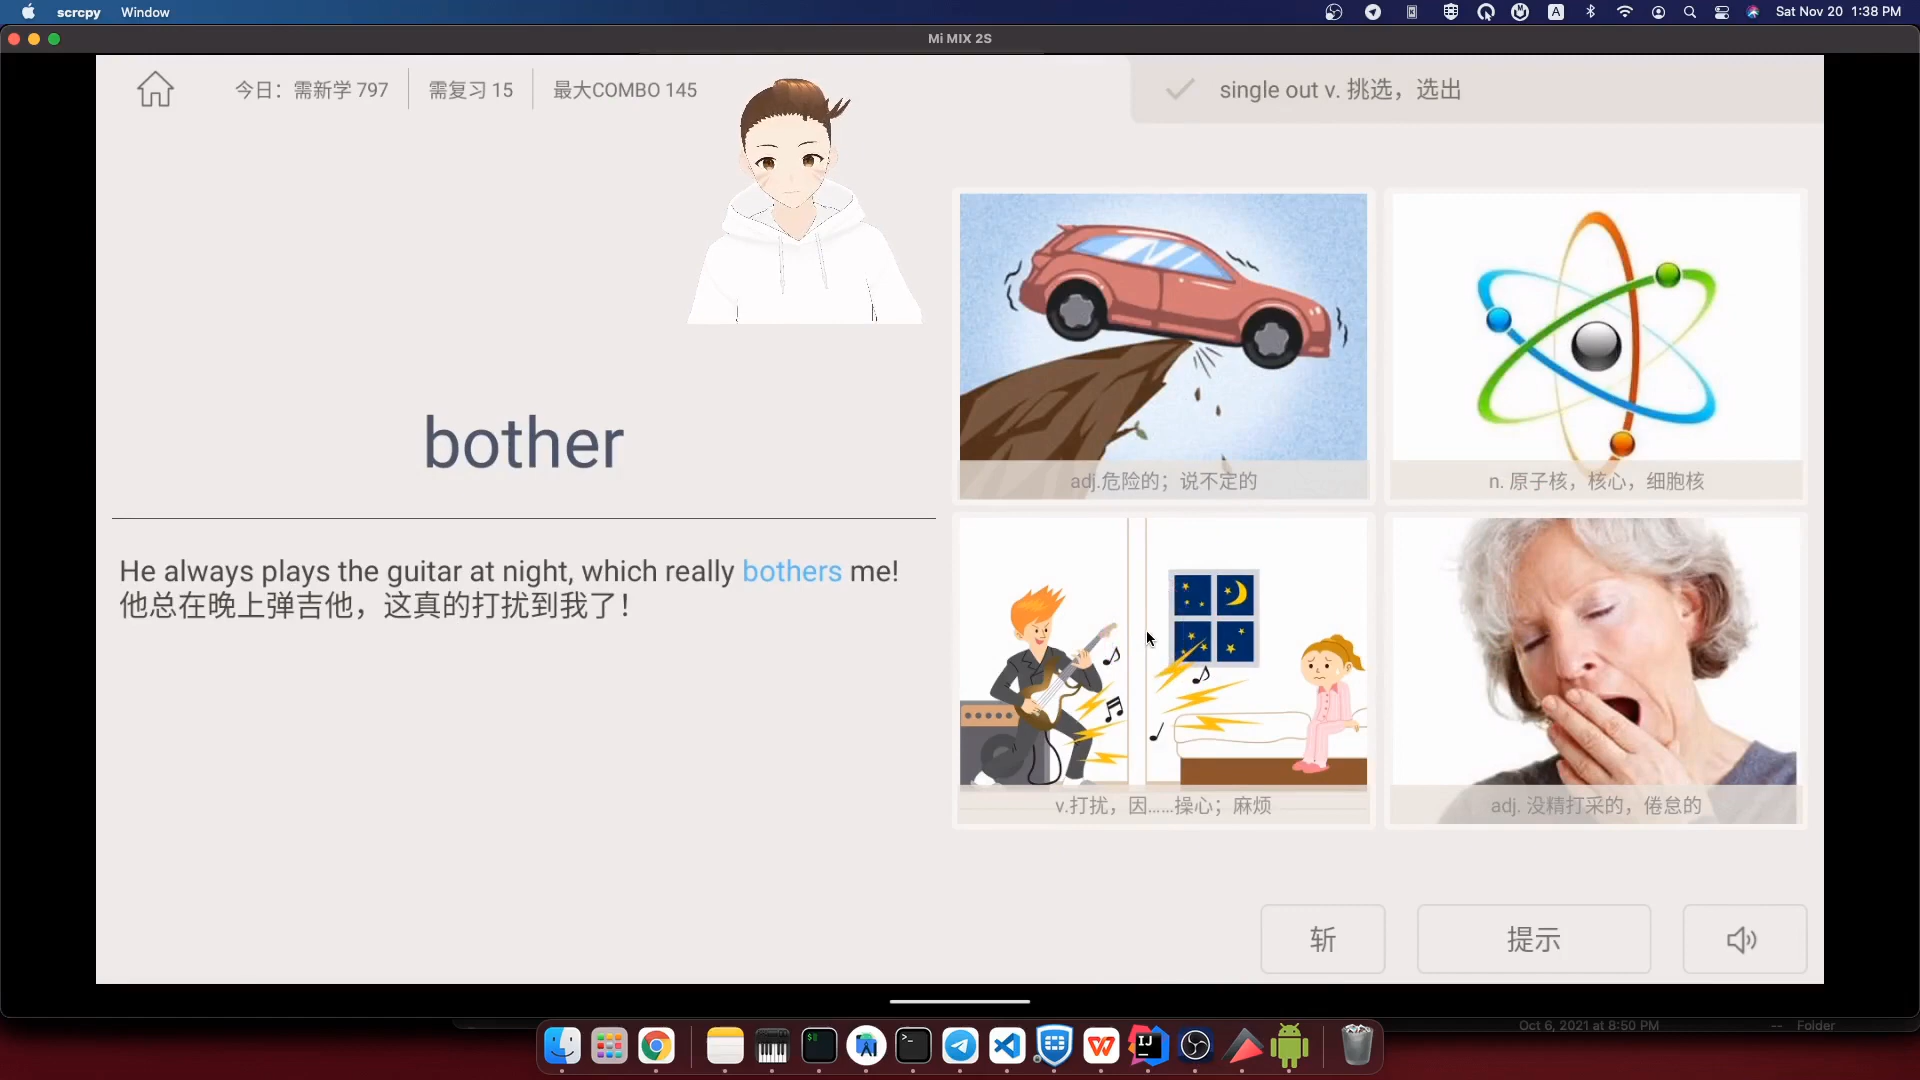 scrcpy Window
A
Sat Nov 20 1:38 PM
Mi MIX 2S
今日：需新学 797
需复习 15
最大COMBO 145
single out v. 挑选，选出
bother
He always plays the guitar at night, which really bothers me!
他总在晚上弹吉他，这真的打扰到我了！
adj.危险的；说不定的
n. 原子核，核心，细胞核
v.打扰，因……操心；麻烦
adj. 没精打采的，倦怠的
斩
提示
Oct 6, 2021 at 8:50 PM -- Folder
IJ